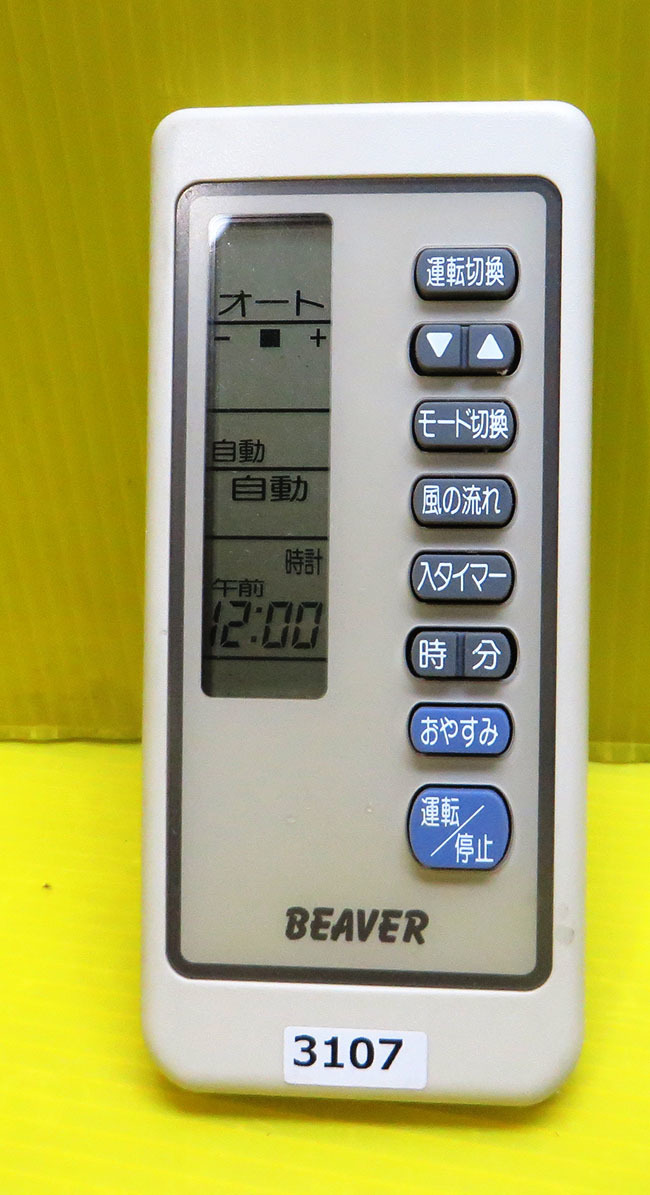 オート
- ■ +
自動
自動
時計
午前
12:00
運転切換
▼ ▲
モード切換
風の流れ
入タイマー
時 分
おやすみ
運転/停止
BEAVER
3107